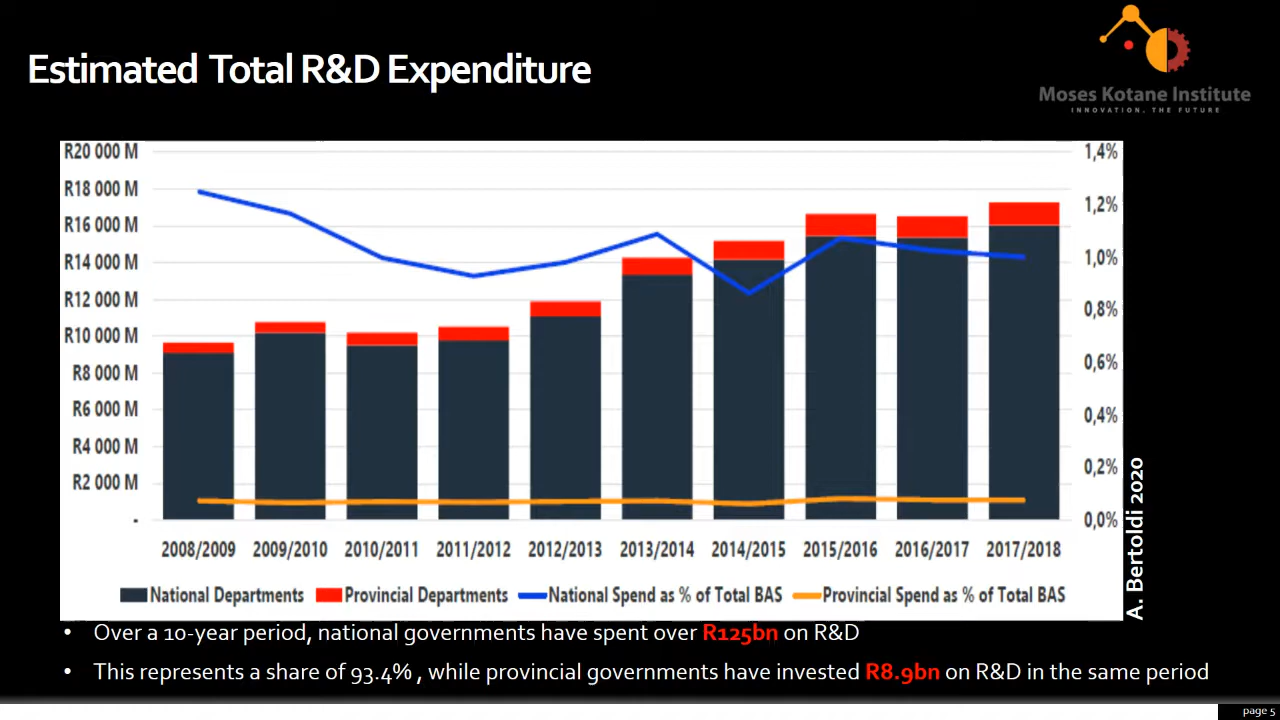 Estimated Total R&D Expenditure
Moses Kotane Institute
INNOVATION. THE FUTURE
R20 000 M
R18 000 M
R16 000 M
R14 000 M
R12 000 M
R10 000 M
R8 000 M
R6 000 M
R4 000 M
R2 000 M
-
1,4%
1,2%
1,0%
0,8%
0,6%
0,4%
0,2%
0,0%
2008/2009 2009/2010 2010/2011 2011/2012 2012/2013 2013/2014 2014/2015 2015/2016 2016/2017 2017/2018
National Departments Provincial Departments National Spend as % of Total BAS Provincial Spend as % of Total BAS
A. Bertoldi 2020
• Over a 10-year period, national governments have spent over R125bn on R&D
• This represents a share of 93.4% , while provincial governments have invested R8.9bn on R&D in the same period
page 5